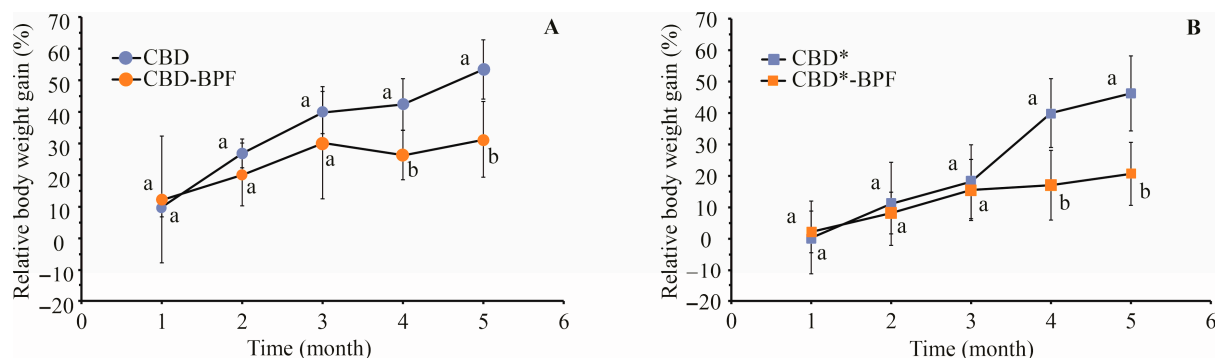 A
Relative body weight gain (%)
70
60
50
40
30
20
10
0
−10
−20
CBD
CBD-BPF
a
a
a
a
a
a
a
b
a
b
0 1 2 3 4 5 6
Time (month)
B
Relative body weight gain (%)
70
60
50
40
30
20
10
0
−10
−20
CBD*
CBD*-BPF
a
a
a
a
a
a
a
b
a
b
0 1 2 3 4 5 6
Time (month)